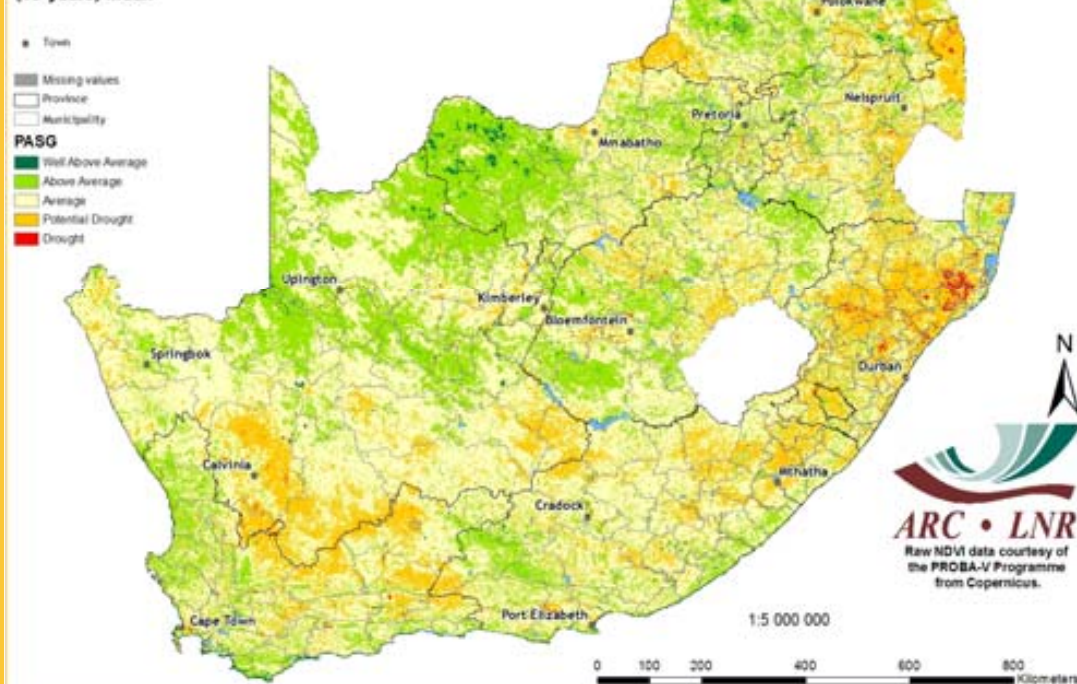 Town
Missing values
Province
Municipality
PASG
Well Above Average
Above Average
Average
Potential Drought
Drought
Polokwane
Nelspruit
Pretoria
Mmabatho
Upington
Kimberley
Bloemfontein
Springbok
Durban
N
Calvinia
Mthatha
Cradock
ARC • LNR
Raw NDVI data courtesy of
the PROBA-V Programme
from Copernicus.
Cape Town
Port Elizabeth
1:5 000 000
0 100 200 400 600 800
Kilometers